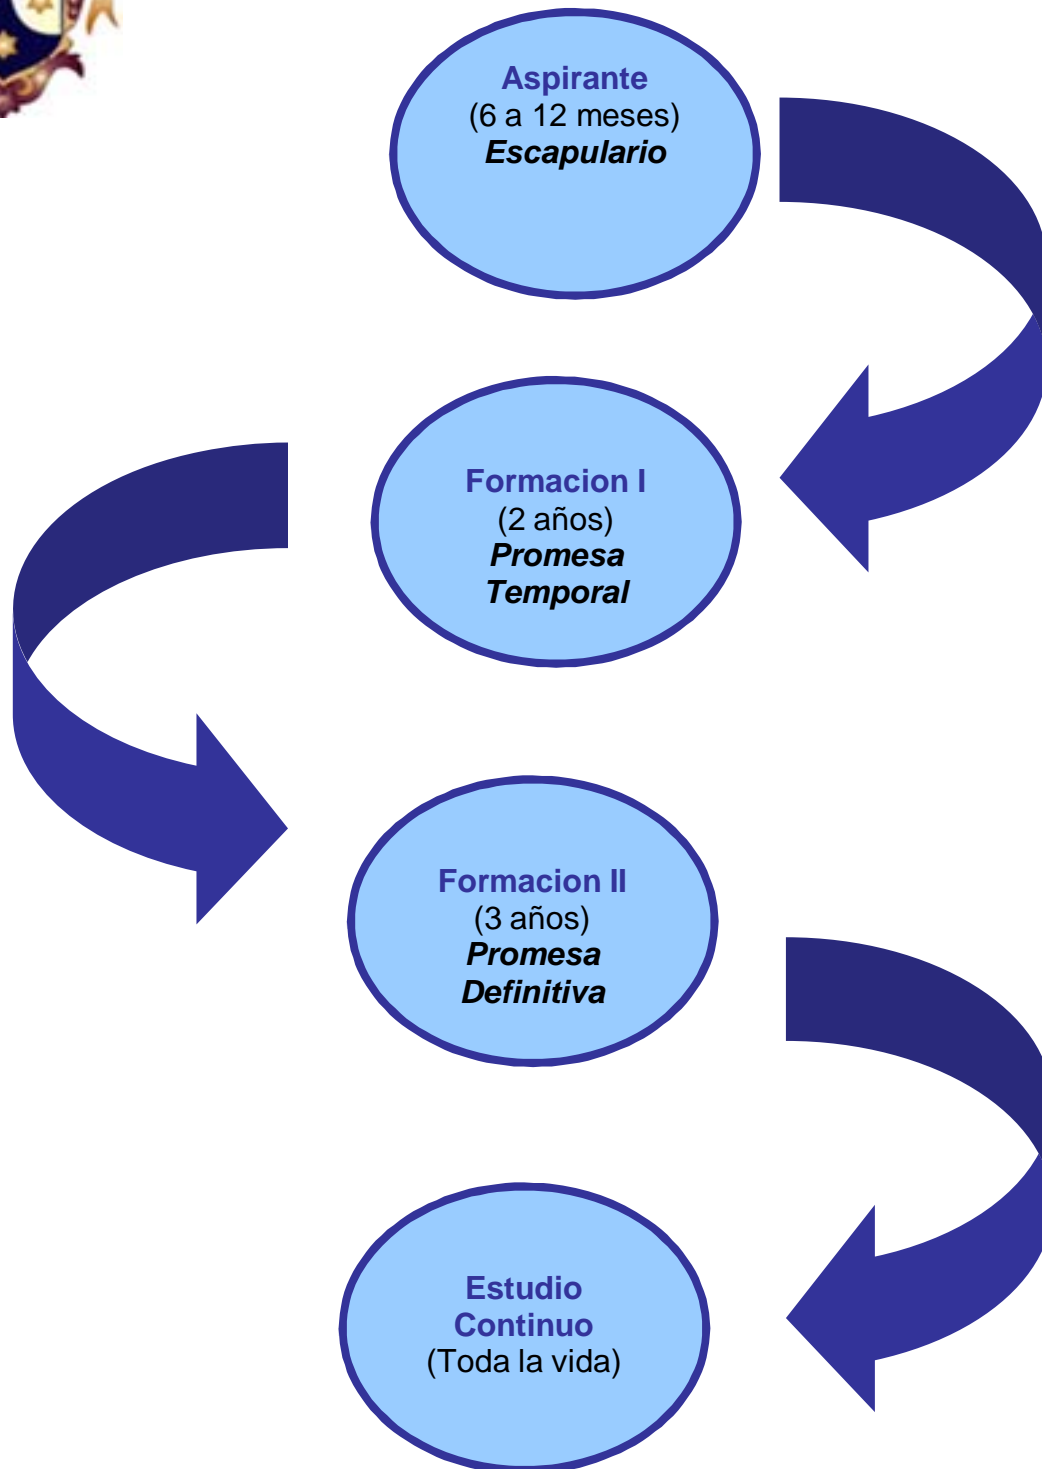 Aspirante
(6 a 12 meses)
Escapulario
Formacion I
(2 años)
Promesa
Temporal
Formacion II
(3 años)
Promesa
Definitiva
Estudio
Continuo
(Toda la vida)